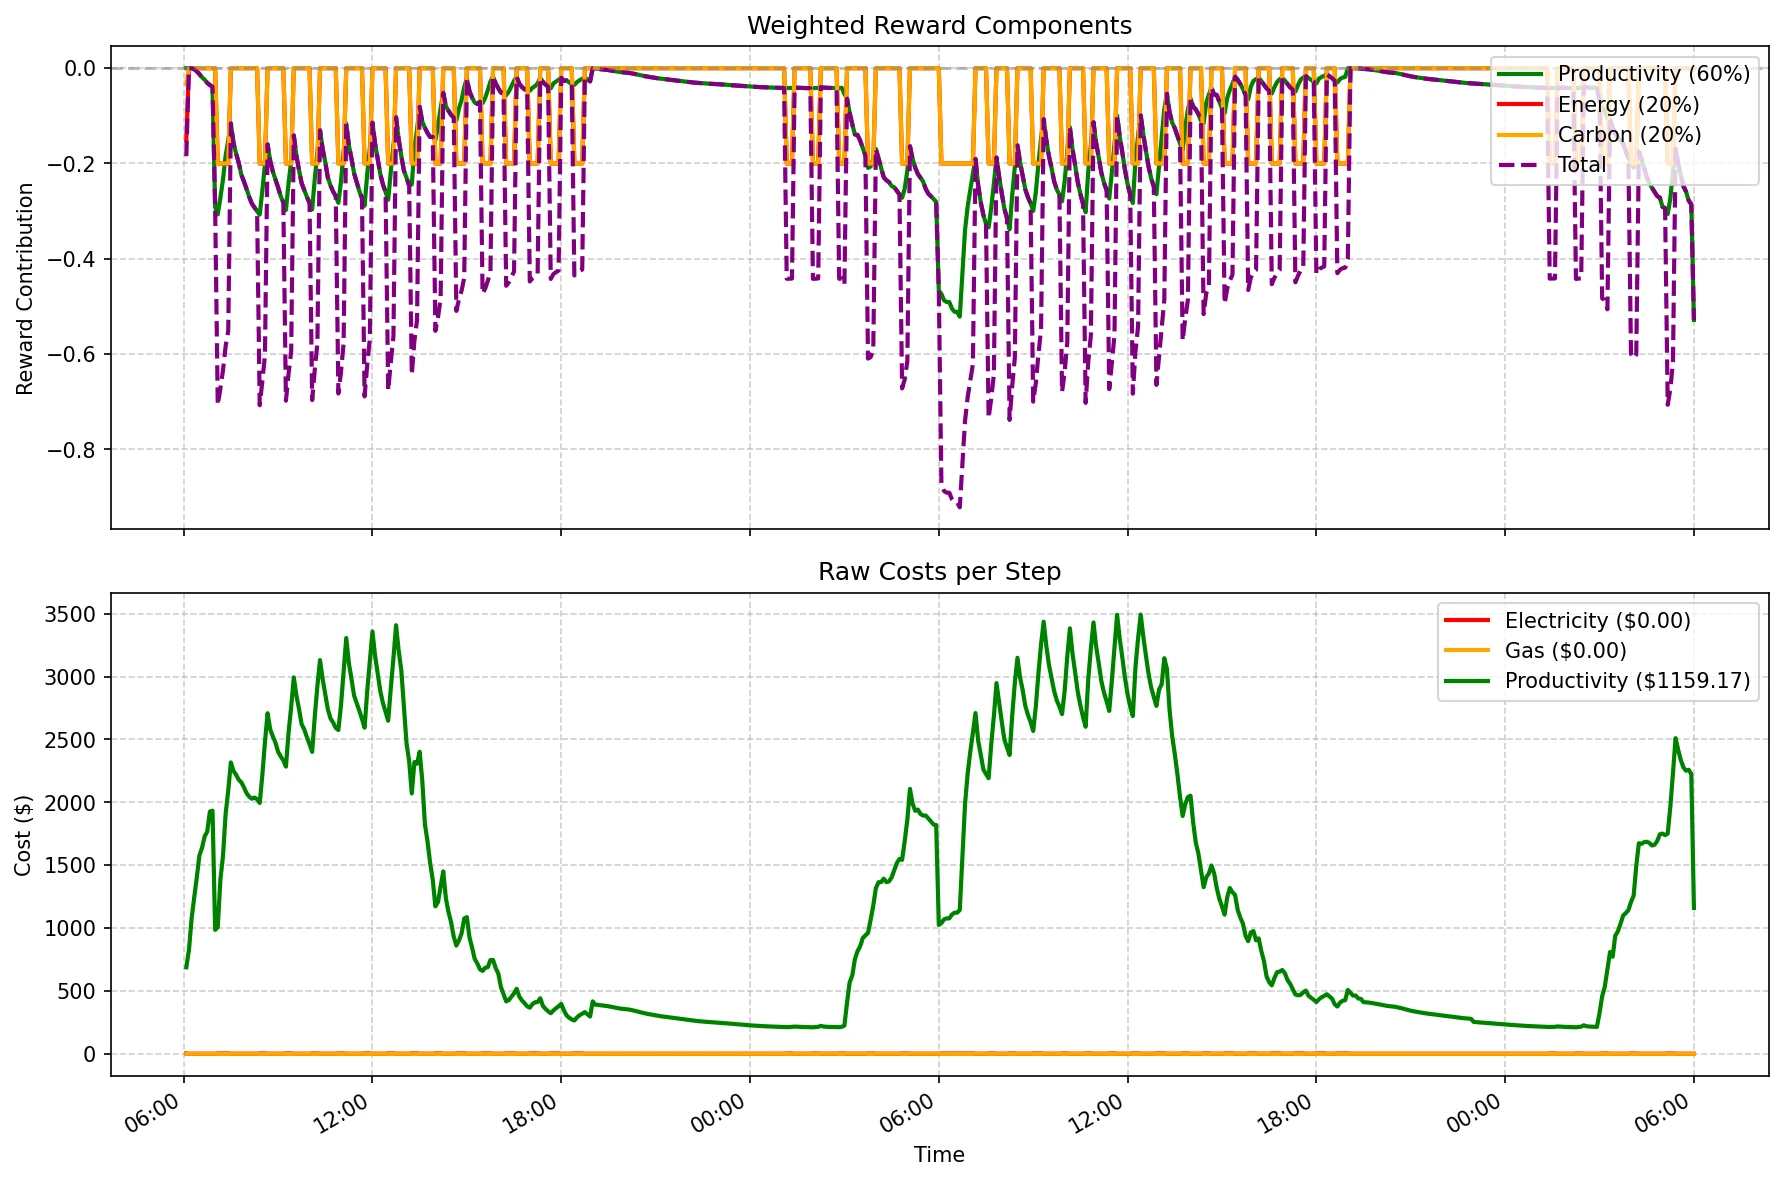 Weighted Reward Components
Reward Contribution
0.0
−0.2
−0.4
−0.6
−0.8
Productivity (60%)
Energy (20%)
Carbon (20%)
Total
Raw Costs per Step
Cost ($)
3500
3000
2500
2000
1500
1000
500
0
Electricity ($0.00)
Gas ($0.00)
Productivity ($1159.17)
06:00 12:00 18:00 00:00 06:00 12:00 18:00 00:00 06:00
Time